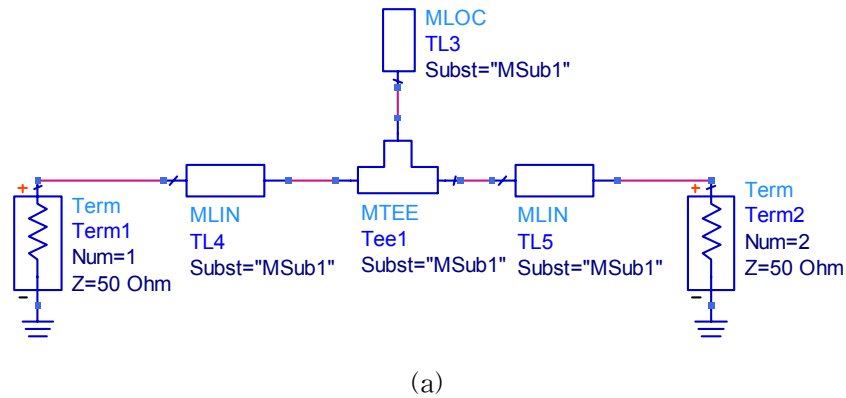 MLOC
TL3
Subst="MSub1"
+
Term
Term1
Num=1
Z=50 Ohm
−
MLIN
TL4
Subst="MSub1"
MTEE
Tee1
Subst="MSub1"
MLIN
TL5
Subst="MSub1"
+
Term
Term2
Num=2
Z=50 Ohm
−
(a)